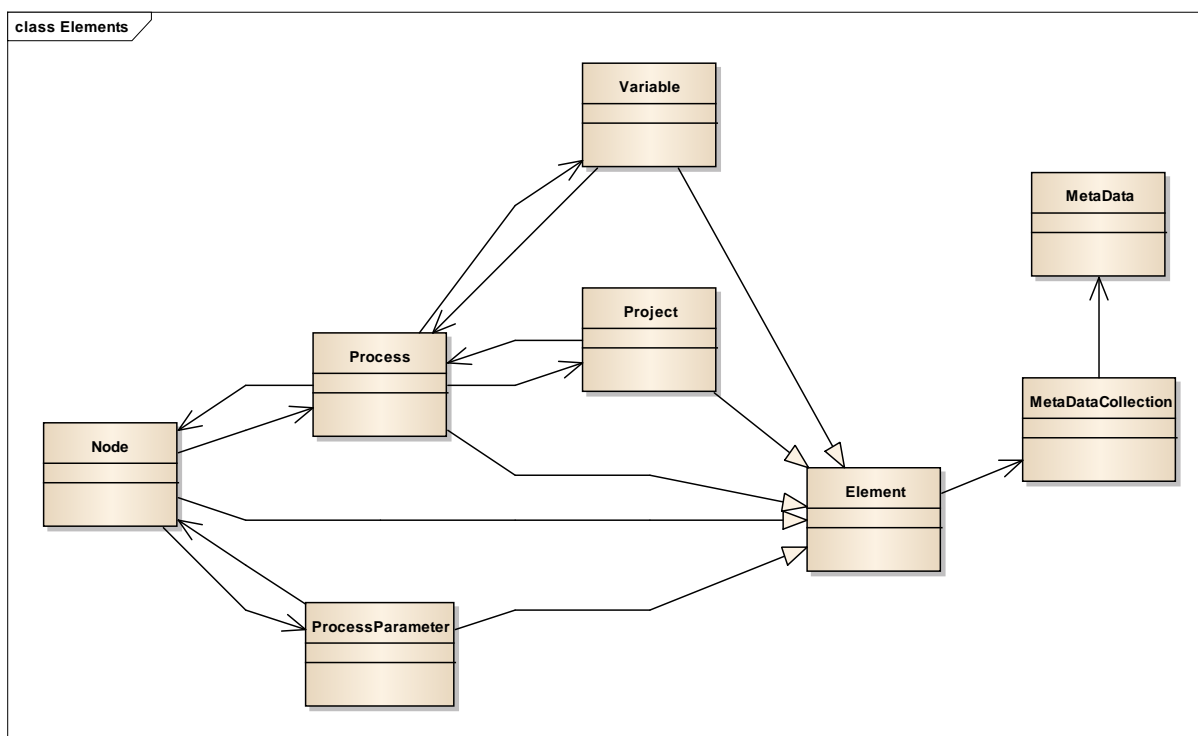 class Elements
Variable
MetaData
Project
Process
MetaDataCollection
Node
Element
ProcessParameter